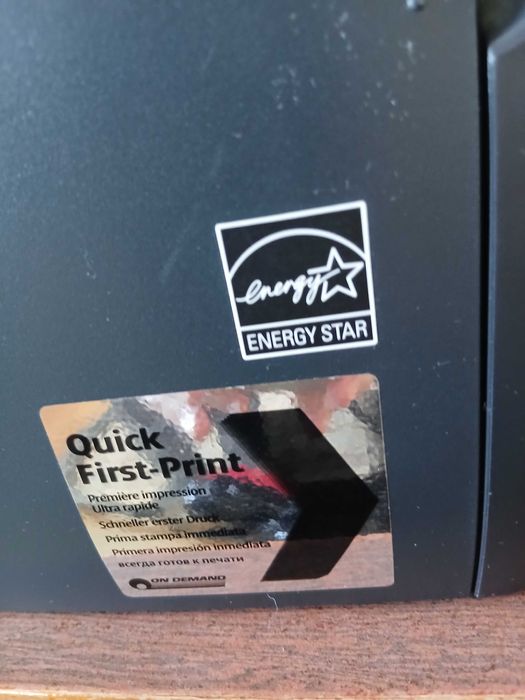 energy
ENERGY STAR
Quick
First-Print
Première impression
Ultra rapide
Schneller erster Druck
Prima stampa immediata
Primera impresión inmediata
всегда готов к печати
ON DEMAND